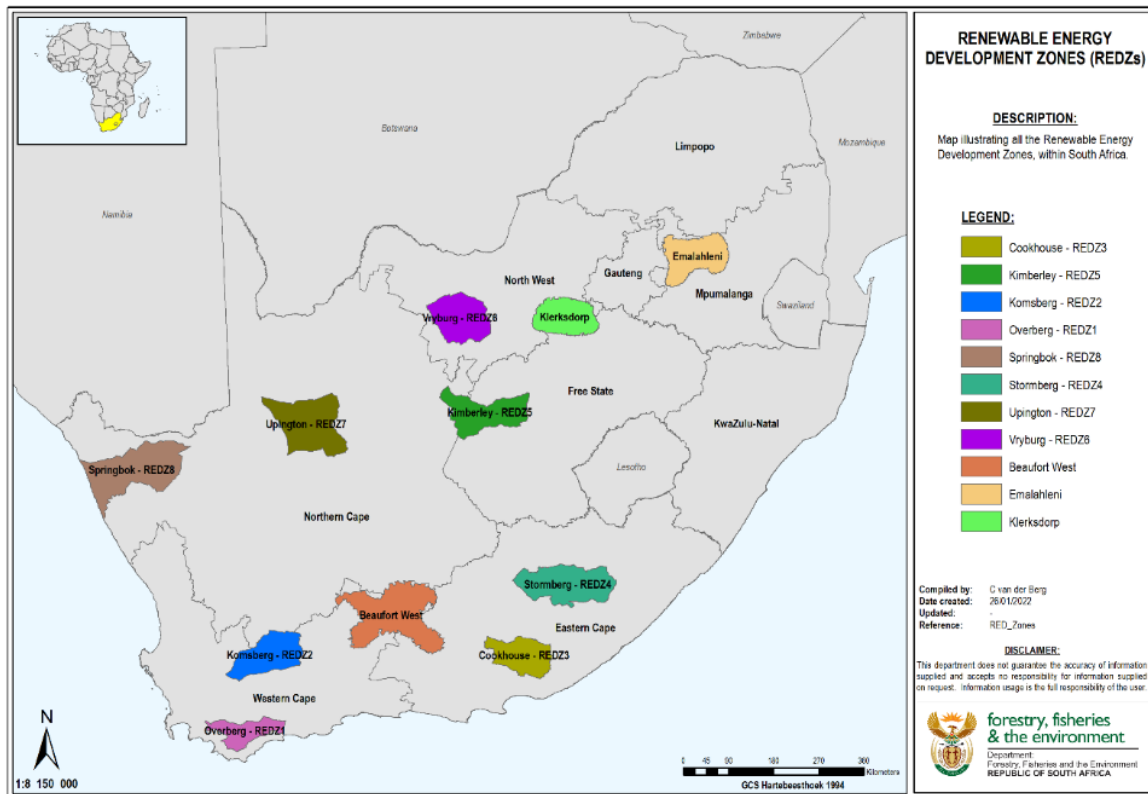 Zimbabwe
Botswana
Mozambique
Limpopo
Namibia
Emalahleni
Gauteng
North West
Mpumalanga
Swaziland
Vryburg - REDZ6
Klerksdorp
Free State
Kimberley - REDZ5
Upington - REDZ7
KwaZulu-Natal
Springbok - REDZ8
Lesotho
Northern Cape
Stormberg - REDZ4
Beaufort West
Eastern Cape
Komsberg - REDZ2
Cookhouse - REDZ3
Western Cape
Overberg - REDZ1
N
1:8 150 000
0 45 90 180 270 360
Kilometers
GCS Hartebeesthoek 1994
RENEWABLE ENERGY
DEVELOPMENT ZONES (REDZs)
DESCRIPTION:
Map illustrating all the Renewable Energy
Development Zones, within South Africa.
LEGEND:
Cookhouse - REDZ3
Kimberley - REDZ5
Komsberg - REDZ2
Overberg - REDZ1
Springbok - REDZ8
Stormberg - REDZ4
Upington - REDZ7
Vryburg - REDZ6
Beaufort West
Emalahleni
Klerksdorp
Compiled by: C van der Berg
Date created: 26/01/2022
Updated: -
Reference: RED_Zones
DISCLAIMER:
This department does not guarantee the accuracy of information
supplied and accepts no responsibility for information supplied
on request. Information usage is the full responsibility of the user.
forestry, fisheries
& the environment
Department:
Forestry, Fisheries and the Environment
REPUBLIC OF SOUTH AFRICA